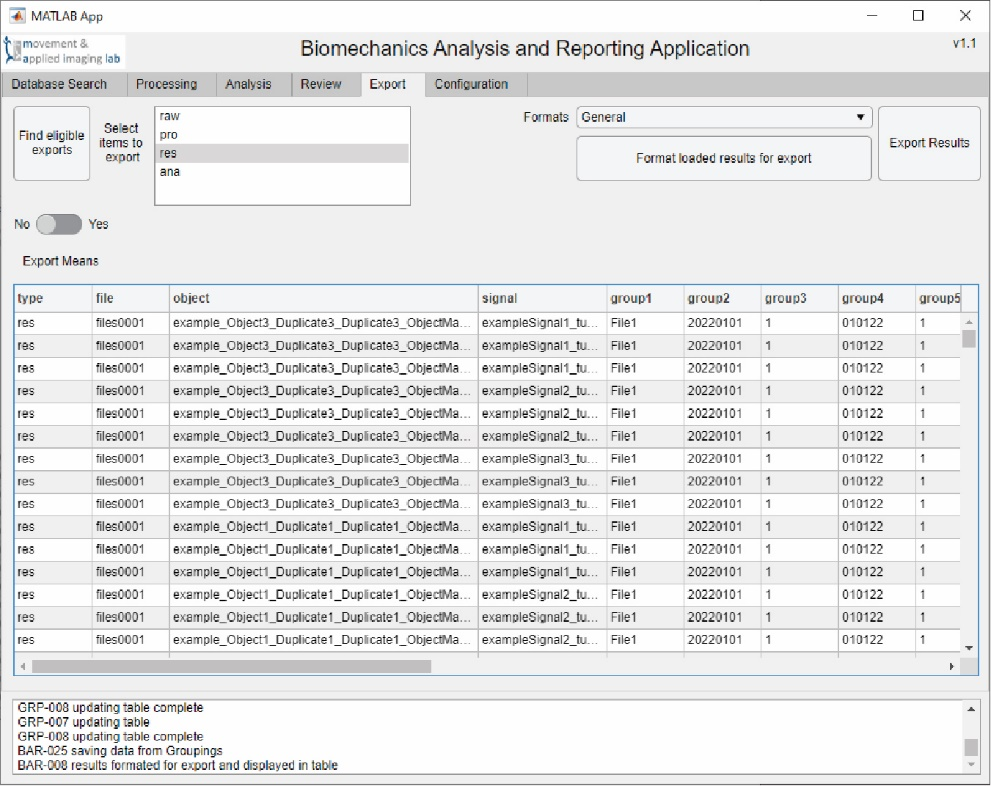 MATLAB App
movement &
applied imaging lab
Biomechanics Analysis and Reporting Application
v1.1
Database Search Processing Analysis Review Export Configuration
Find eligible
exports
Select
items to
export
raw
pro
res
ana
Formats General
Format loaded results for export
Export Results
No Yes
Export Means
type file object signal group1 group2 group3 group4 group5
res files0001 example_Object3_Duplicate3_Duplicate3_ObjectMa... exampleSignal1_tu... File1 20220101 1 010122 1
res files0001 example_Object3_Duplicate3_Duplicate3_ObjectMa... exampleSignal1_tu... File1 20220101 1 010122 1
res files0001 example_Object3_Duplicate3_Duplicate3_ObjectMa... exampleSignal1_tu... File1 20220101 1 010122 1
res files0001 example_Object3_Duplicate3_Duplicate3_ObjectMa... exampleSignal2_tu... File1 20220101 1 010122 1
res files0001 example_Object3_Duplicate3_Duplicate3_ObjectMa... exampleSignal2_tu... File1 20220101 1 010122 1
res files0001 example_Object3_Duplicate3_Duplicate3_ObjectMa... exampleSignal2_tu... File1 20220101 1 010122 1
res files0001 example_Object3_Duplicate3_Duplicate3_ObjectMa... exampleSignal3_tu... File1 20220101 1 010122 1
res files0001 example_Object3_Duplicate3_Duplicate3_ObjectMa... exampleSignal3_tu... File1 20220101 1 010122 1
res files0001 example_Object3_Duplicate3_Duplicate3_ObjectMa... exampleSignal3_tu... File1 20220101 1 010122 1
res files0001 example_Object1_Duplicate1_Duplicate1_ObjectMa... exampleSignal1_tu... File1 20220101 1 010122 1
res files0001 example_Object1_Duplicate1_Duplicate1_ObjectMa... exampleSignal1_tu... File1 20220101 1 010122 1
res files0001 example_Object1_Duplicate1_Duplicate1_ObjectMa... exampleSignal1_tu... File1 20220101 1 010122 1
res files0001 example_Object1_Duplicate1_Duplicate1_ObjectMa... exampleSignal2_tu... File1 20220101 1 010122 1
res files0001 example_Object1_Duplicate1_Duplicate1_ObjectMa... exampleSignal2_tu... File1 20220101 1 010122 1
res files0001 example_Object1_Duplicate1_Duplicate1_ObjectMa... exampleSignal2_tu... File1 20220101 1 010122 1
GRP-008 updating table complete
GRP-007 updating table
GRP-008 updating table complete
BAR-025 saving data from Groupings
BAR-008 results formated for export and displayed in table